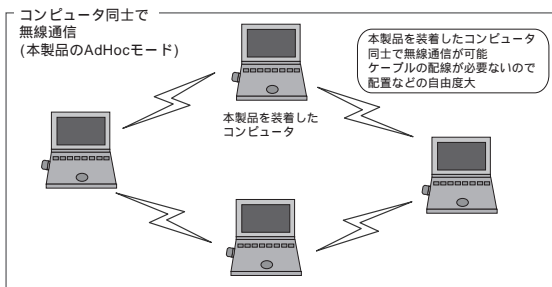 コンピュータ同士で
無線通信
(本製品のAdHocモード)
本製品を装着したコンピュータ
同士で無線通信が可能
ケーブルの配線が必要ないので
配置などの自由度大
本製品を装着した
コンピュータ